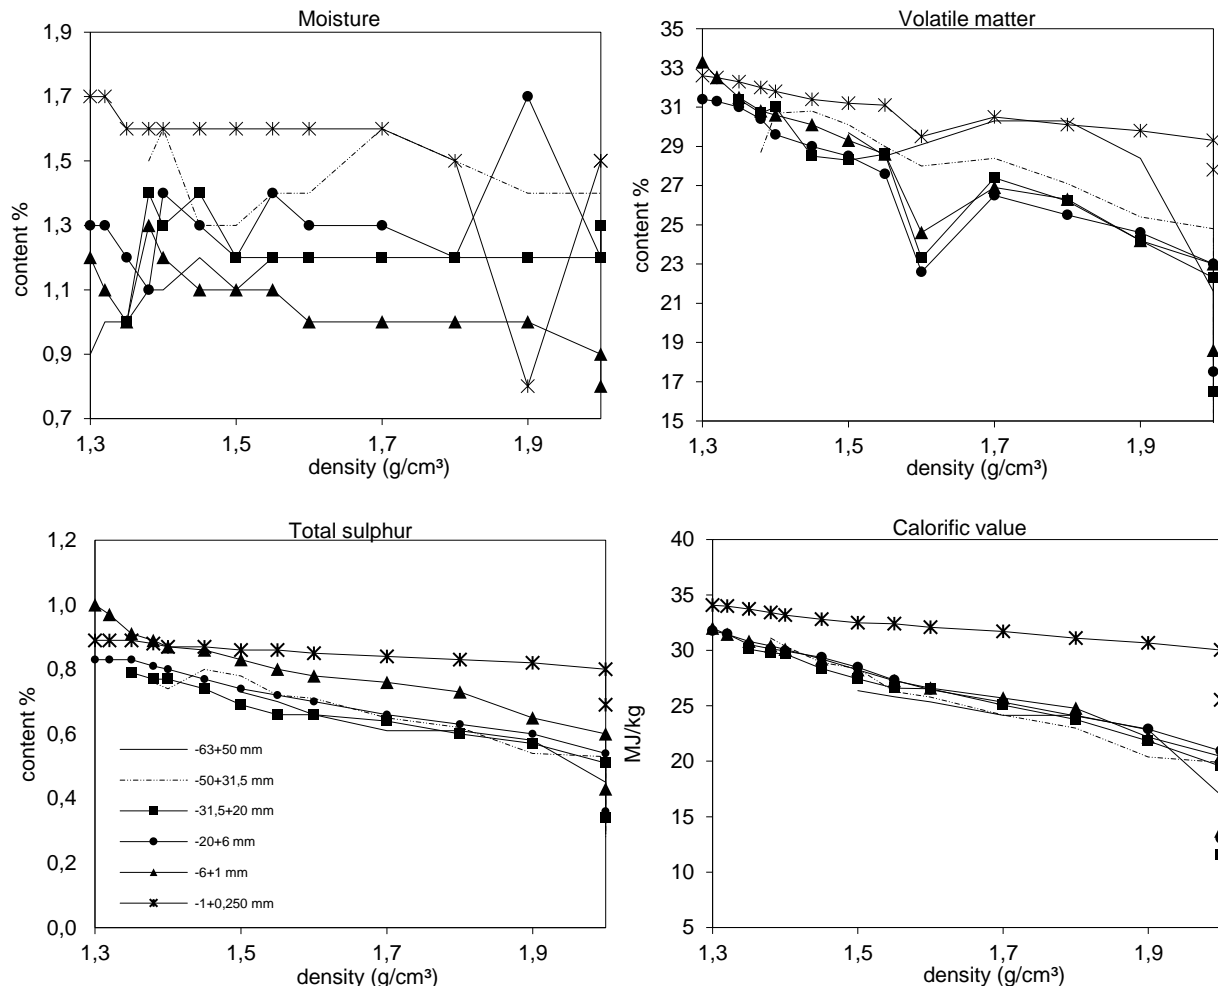 Moisture
1,9
1,7
1,5
1,3
1,1
0,9
0,7
content %
1,3 1,5 1,7 1,9
density (g/cm³)
Volatile matter
35
33
31
29
27
25
23
21
19
17
15
content %
1,3 1,5 1,7 1,9
density (g/cm³)
Total sulphur
1,2
1,0
0,8
0,6
0,4
0,2
0,0
content %
-63+50 mm
-50+31,5 mm
-31,5+20 mm
-20+6 mm
-6+1 mm
-1+0,250 mm
1,3 1,5 1,7 1,9
density (g/cm³)
Calorific value
40
35
30
25
20
15
10
5
MJ/kg
1,3 1,5 1,7 1,9
density (g/cm³)